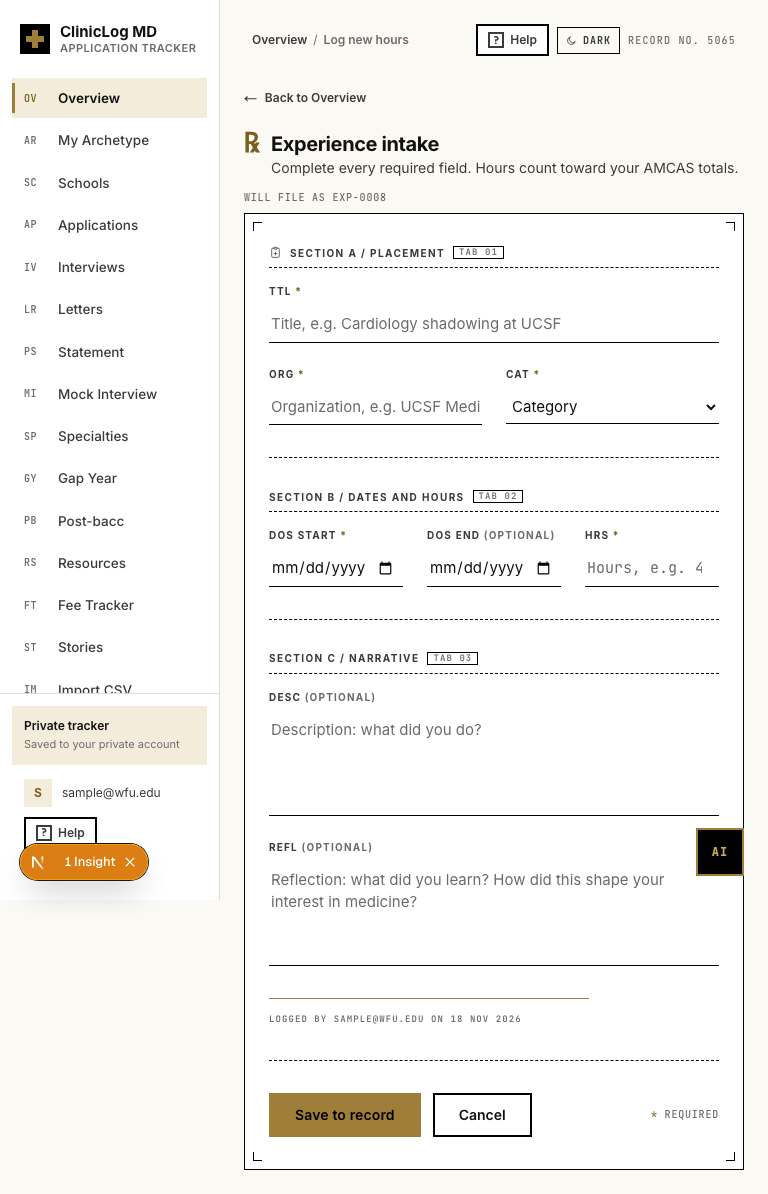 ClinicLog MD
APPLICATION TRACKER
OV Overview
AR My Archetype
SC Schools
AP Applications
IV Interviews
LR Letters
PS Statement
MI Mock Interview
SP Specialties
GY Gap Year
PB Post-bacc
RS Resources
FT Fee Tracker
ST Stories
IM Import CSV
Private tracker
Saved to your private account
S sample@wfu.edu
? Help
1 Insight
Overview / Log new hours
? Help
DARK
RECORD NO. 5065
← Back to Overview
℞ Experience intake
Complete every required field. Hours count toward your AMCAS totals.
WILL FILE AS EXP-0008
SECTION A / PLACEMENT TAB 01
TTL *
Title, e.g. Cardiology shadowing at UCSF
ORG * CAT *
Organization, e.g. UCSF Medi Category
SECTION B / DATES AND HOURS TAB 02
DOS START * DOS END (OPTIONAL) HRS *
mm/dd/yyyy mm/dd/yyyy Hours, e.g. 4
SECTION C / NARRATIVE TAB 03
DESC (OPTIONAL)
Description: what did you do?
REFL (OPTIONAL)
AI
Reflection: what did you learn? How did this shape your
interest in medicine?
LOGGED BY SAMPLE@WFU.EDU ON 18 NOV 2026
Save to record Cancel * REQUIRED